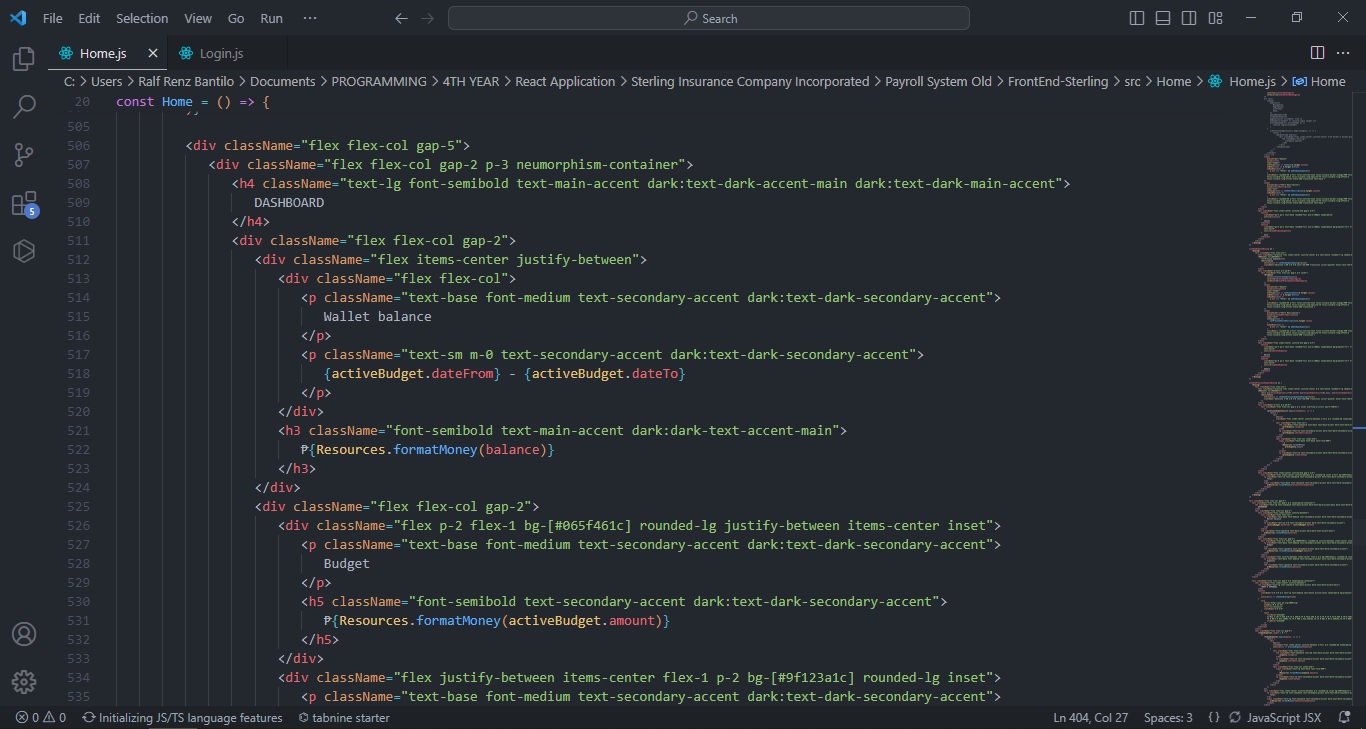 File Edit Selection View Go Run ··· Search
Home.js Login.js
C: > Users > Ralf Renz Bantilo > Documents > PROGRAMMING > 4TH YEAR > React Application > Sterling Insurance Company Incorporated > Payroll System Old > FrontEnd-Sterling > src > Home > Home.js > Home
20 const Home = () => {
505
506 <div className="flex flex-col gap-5">
507 <div className="flex flex-col gap-2 p-3 neumorphism-container">
508 <h4 className="text-lg font-semibold text-main-accent dark:text-dark-accent-main dark:text-dark-main-accent">
509 DASHBOARD
510 </h4>
511 <div className="flex flex-col gap-2">
512 <div className="flex items-center justify-between">
513 <div className="flex flex-col">
514 <p className="text-base font-medium text-secondary-accent dark:text-dark-secondary-accent">
515 Wallet balance
516 </p>
517 <p className="text-sm m-0 text-secondary-accent dark:text-dark-secondary-accent">
518 {activeBudget.dateFrom} - {activeBudget.dateTo}
519 </p>
520 </div>
521 <h3 className="font-semibold text-main-accent dark:dark-text-accent-main">
522 ₱{Resources.formatMoney(balance)}
523 </h3>
524 </div>
525 <div className="flex flex-col gap-2">
526 <div className="flex p-2 flex-1 bg-[#065f461c] rounded-lg justify-between items-center inset">
527 <p className="text-base font-medium text-secondary-accent dark:text-dark-secondary-accent">
528 Budget
529 </p>
530 <h5 className="font-semibold text-secondary-accent dark:text-dark-secondary-accent">
531 ₱{Resources.formatMoney(activeBudget.amount)}
532 </h5>
533 </div>
534 <div className="flex justify-between items-center flex-1 p-2 bg-[#9f123a1c] rounded-lg inset">
535 <p className="text-base font-medium text-secondary-accent dark:text-dark-secondary-accent">
5
0 0 Initializing JS/TS language features tabnine starter Ln 404, Col 27 Spaces: 3 {} JavaScript JSX